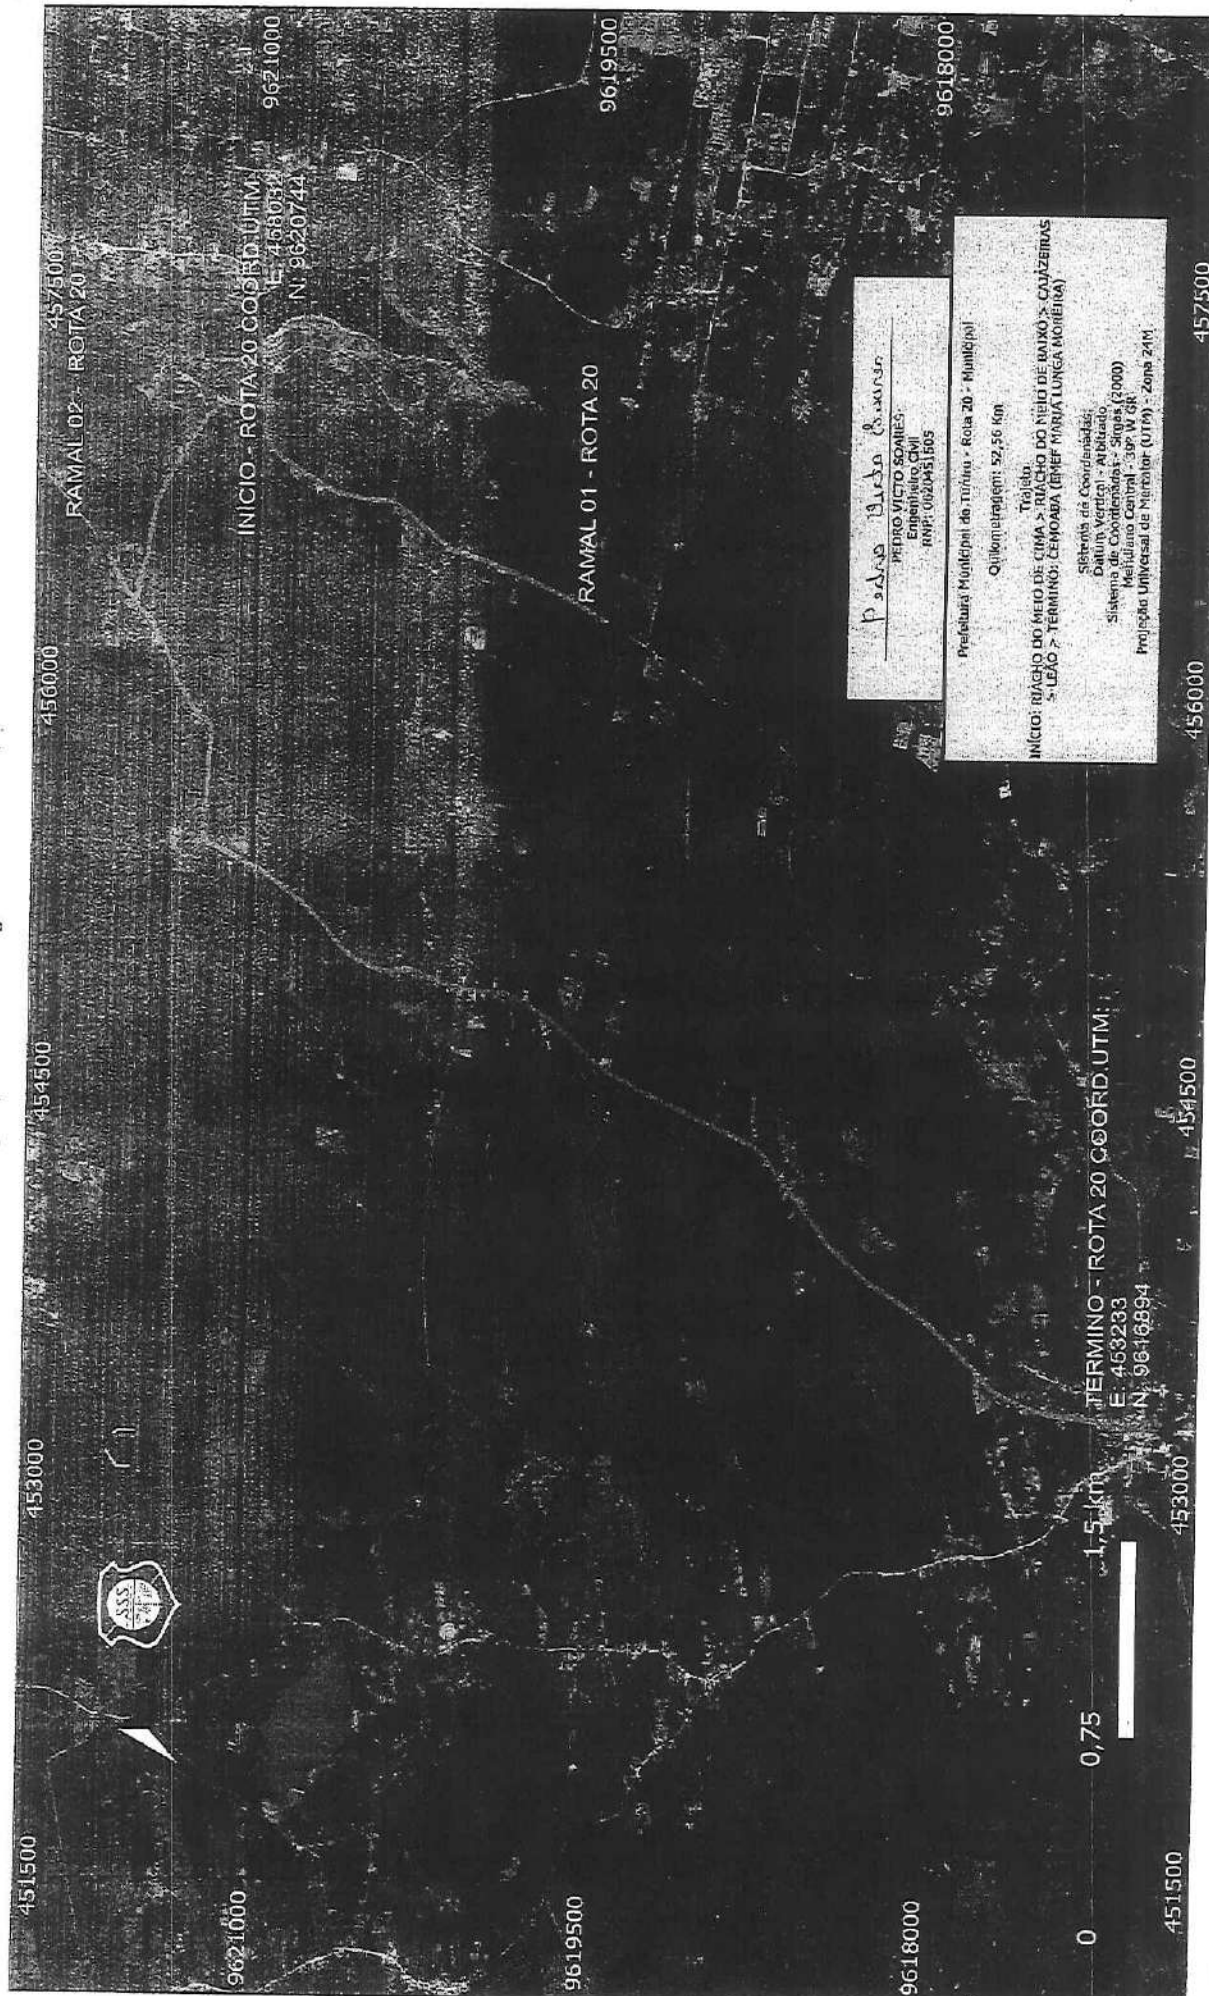 451500
453000
454500
456000
457500
RAMAL 02 - ROTA 20
INÍCIO - ROTA 20 COORD.UTM:
N: 9620744
9621000
9621000
RAMAL 01 - ROTA 20
9619500
9619500
9618000
9618000
PEDRO VICTO SOARES
Engenheiro Civil
RNP: 0620451505
Prefeitura Municipal do Tururu - Rota 20 - Municipal
Quilometragem: 52,56 Km
Trajeto
INÍCIO: RIACHO DO MEIO DE CIMA > RIACHO DO MEIO DE BAIXO > CAJAZEIRAS
> LEÃO > TÉRMINO: CEMOABA (EMEF MARIA LUNGA MOREIRA)
Sistema de Coordenadas:
Datum Vertical - Arbitrado
Sistema de Coordenadas - Sirgas (2000)
Meridiano Central - 39º W GR
Projeção Universal de Mercator (UTM) - Zona 24M
TERMINO - ROTA 20 COORD.UTM:
E: 453233
N: 9616894
0
0,75
1,5 km
451500
453000
454500
456000
457500